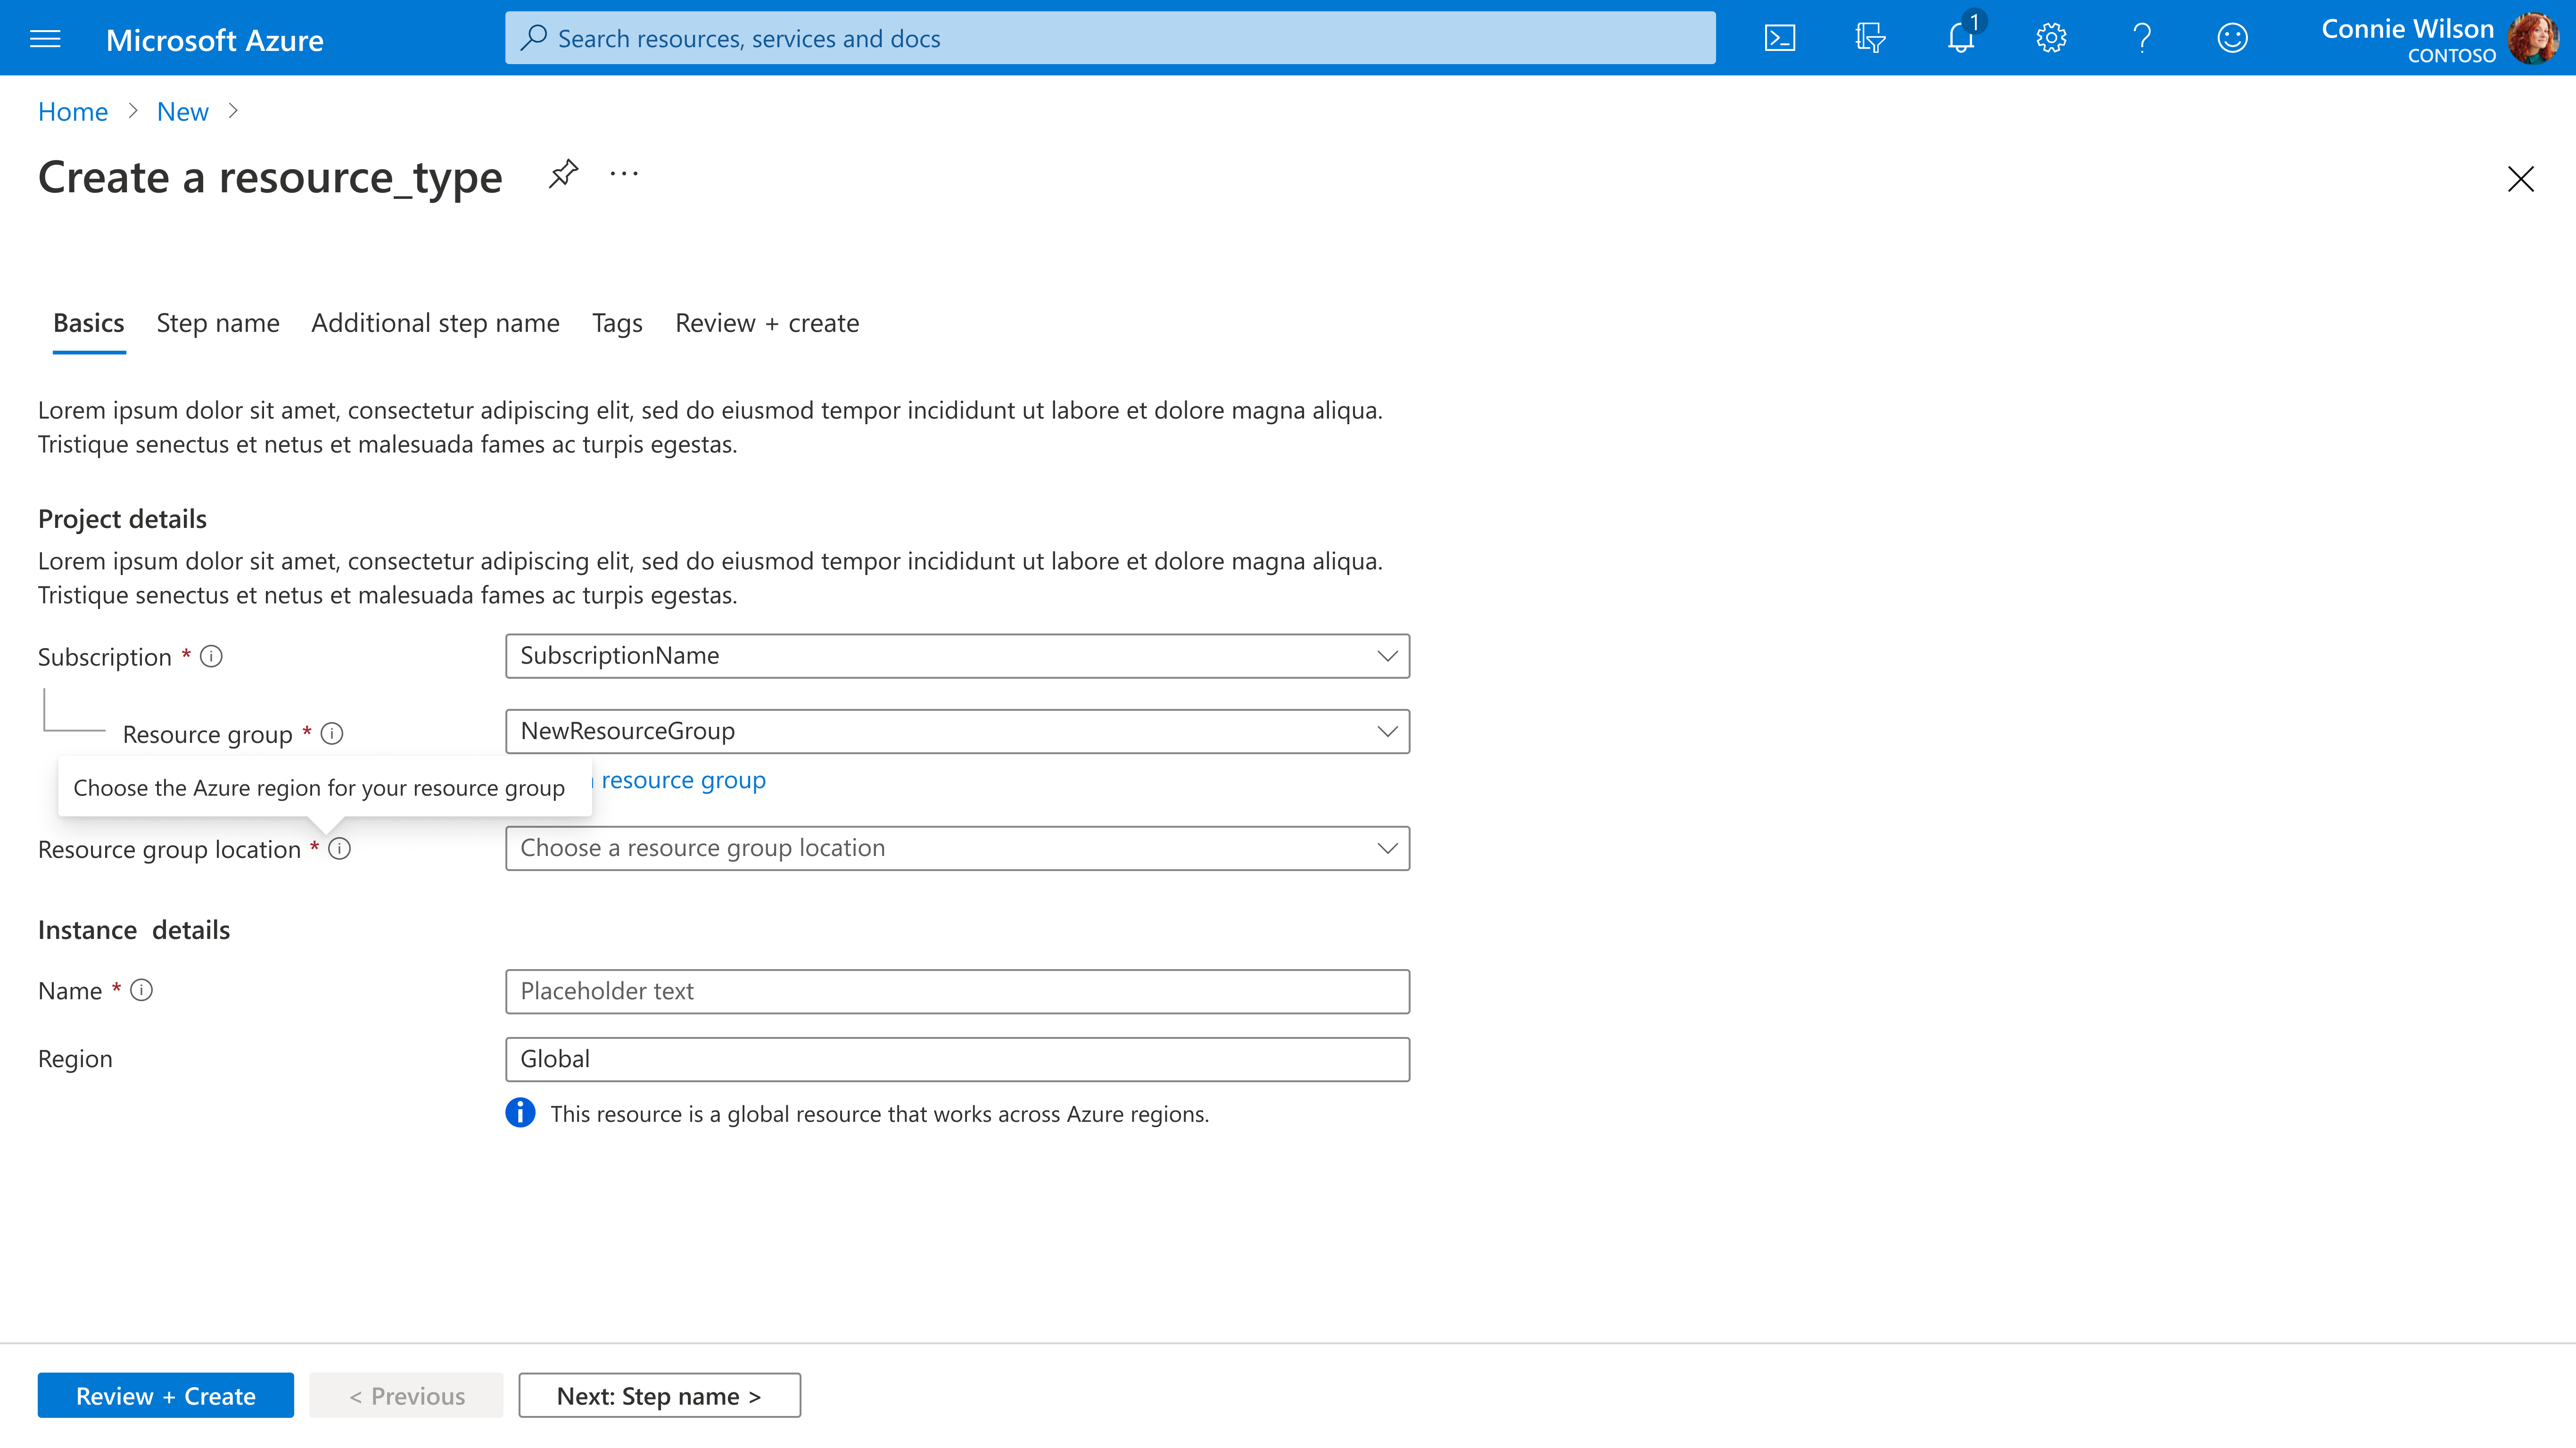 Microsoft Azure
Search resources, services and docs
1
Connie Wilson
CONTOSO
Home > New >
Create a resource_type
Basics Step name Additional step name Tags Review + create
Lorem ipsum dolor sit amet, consectetur adipiscing elit, sed do eiusmod tempor incididunt ut labore et dolore magna aliqua.
Tristique senectus et netus et malesuada fames ac turpis egestas.
Project details
Lorem ipsum dolor sit amet, consectetur adipiscing elit, sed do eiusmod tempor incididunt ut labore et dolore magna aliqua.
Tristique senectus et netus et malesuada fames ac turpis egestas.
Subscription * SubscriptionName
Resource group * NewResourceGroup
resource group
Choose the Azure region for your resource group
Resource group location * Choose a resource group location
Instance details
Name * Placeholder text
Region Global
This resource is a global resource that works across Azure regions.
Review + Create < Previous Next: Step name >